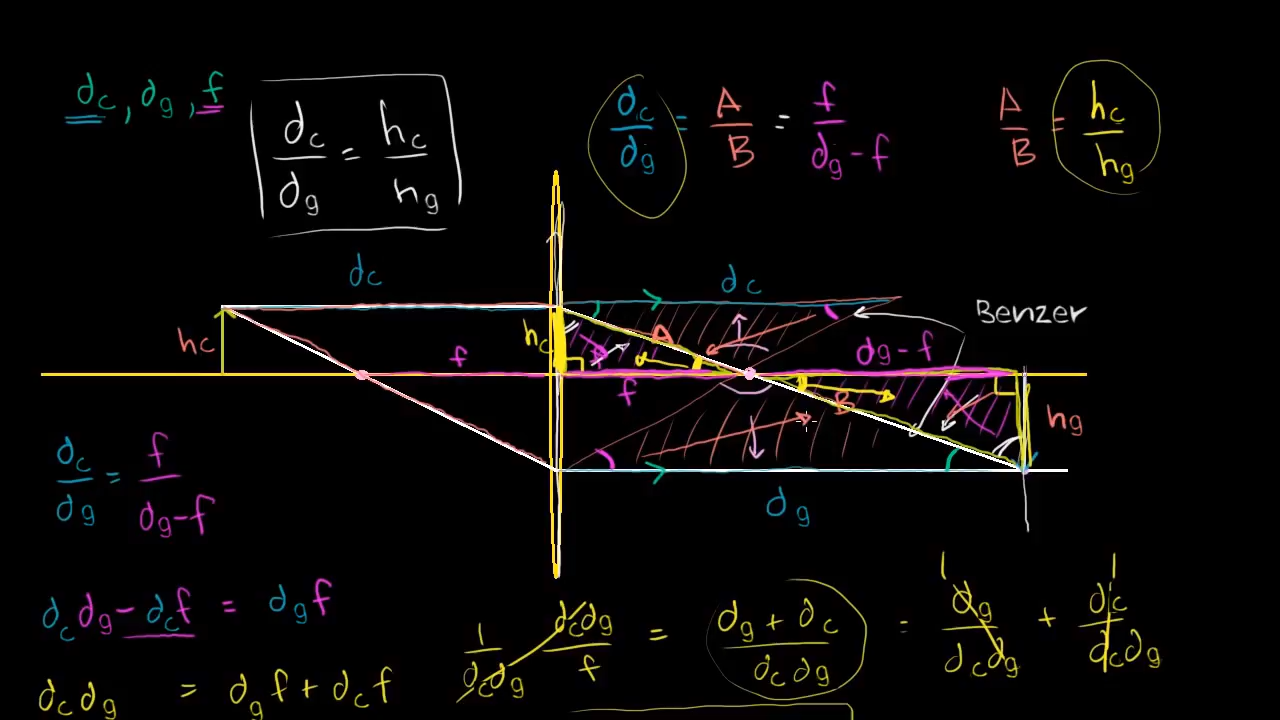 dc, dg, f
dc/dg = hc/hg
dc/dg = A/B = f/dg-f
A/B = hc/hg
dc
dc
Benzer
hc
f
hc
A
dg-f
f
B
hg
dg
dc/dg = f/dg-f
dc dg - dc f = dg f
dc dg = dg f + dc f
1/dc dg dc dg/f = dg + dc/dc dg = 1 dg/dc dg + 1 dc/dc dg